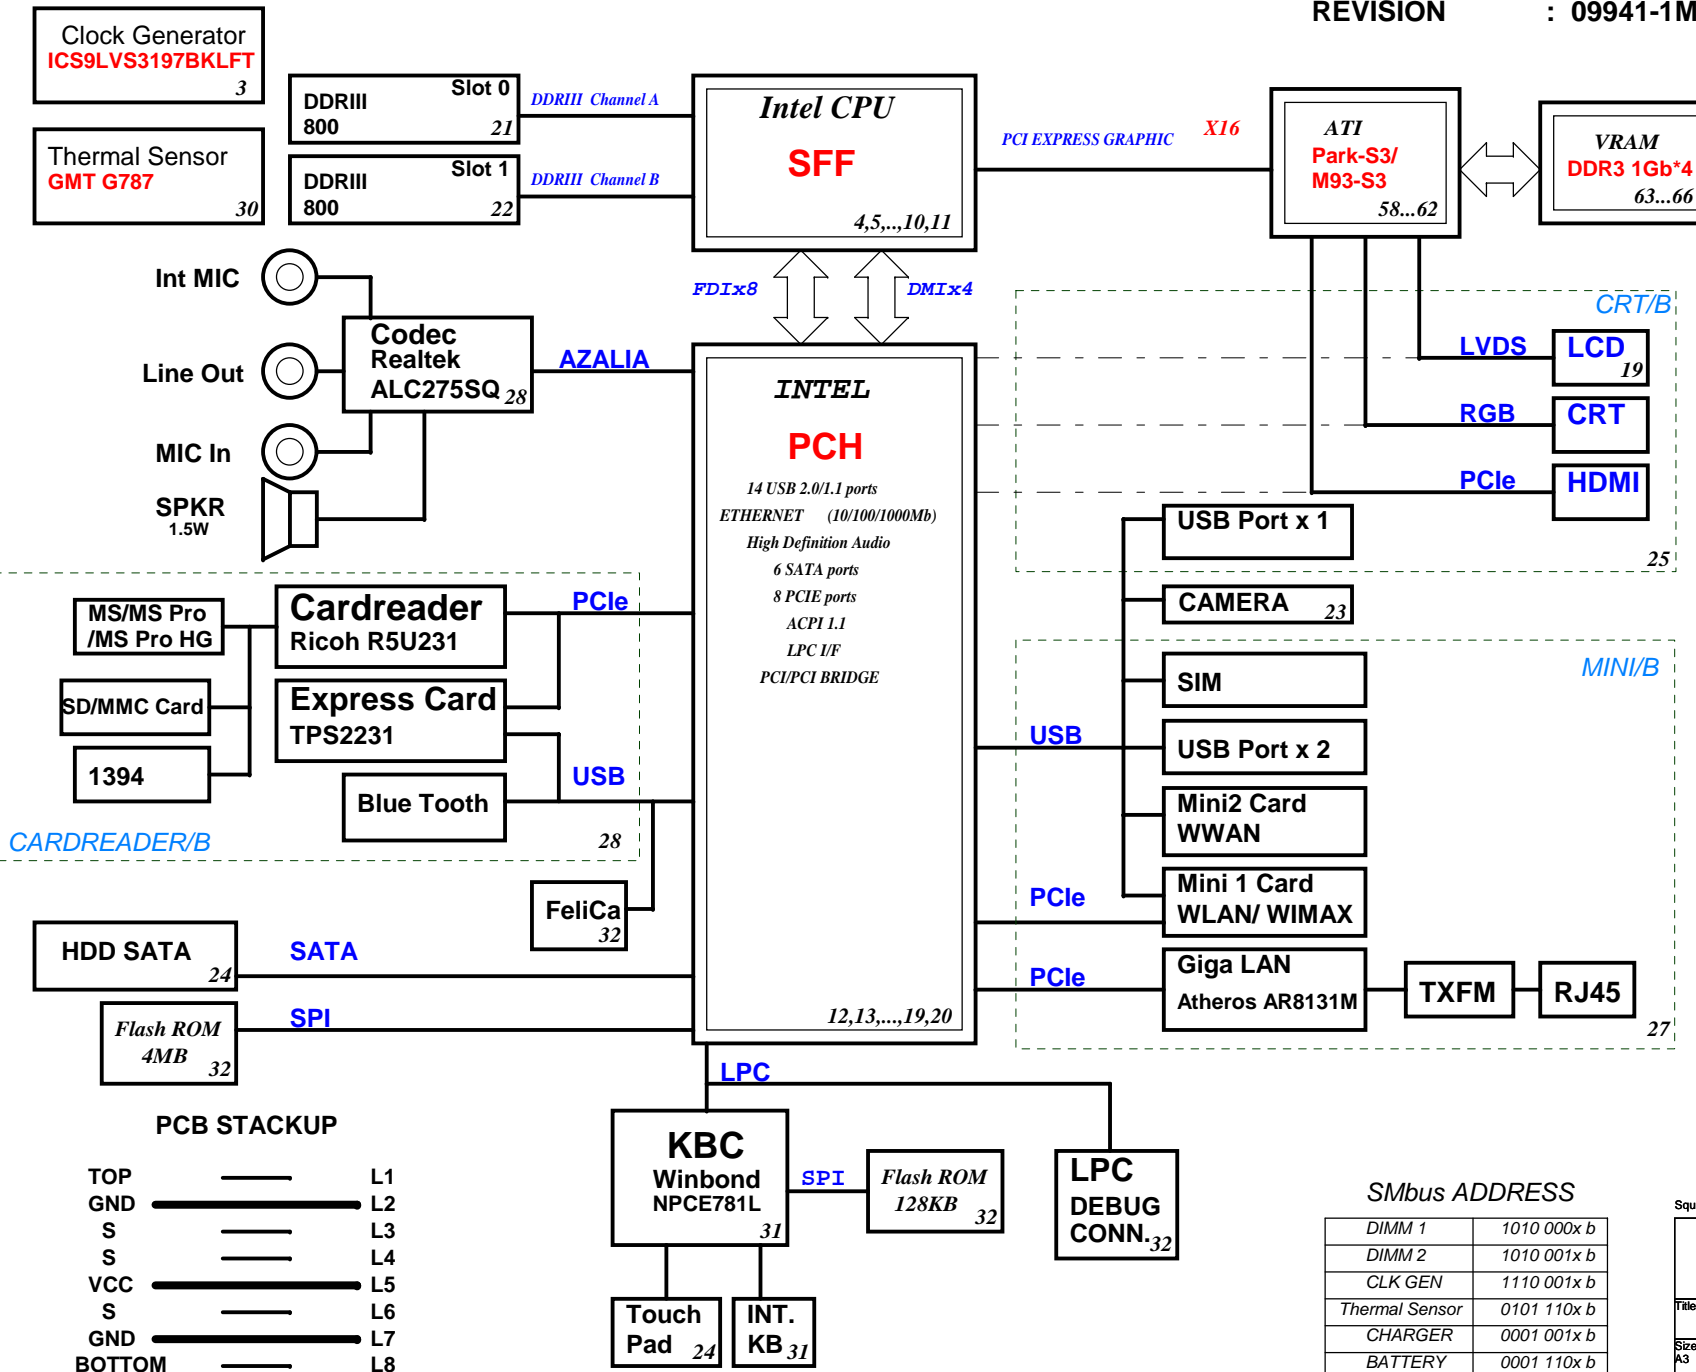 REVISION : 09941-1M
Clock Generator
ICS9LVS3197BKLFT
3
Thermal Sensor
GMT G787
30
DDRIII
800
Slot 0
21
DDRIII Channel A
DDRIII
800
Slot 1
22
DDRIII Channel B
Intel CPU
SFF
4,5,..,10,11
PCI EXPRESS GRAPHIC X16
ATI
Park-S3/
M93-S3
58...62
VRAM
DDR3 1Gb*4
63...66
FDIx8
DMIx4
Int MIC
Line Out
MIC In
SPKR
1.5W
Codec
Realtek
ALC275SQ
28
AZALIA
INTEL
PCH
14 USB 2.0/1.1 ports
ETHERNET (10/100/1000Mb)
High Definition Audio
6 SATA ports
8 PCIE ports
ACPI 1.1
LPC I/F
PCI/PCI BRIDGE
12,13,...,19,20
CRT/B
LVDS
LCD
19
RGB
CRT
PCIe
HDMI
USB Port x 1
25
CAMERA
23
MINI/B
SIM
USB
USB Port x 2
Mini2 Card
WWAN
PCIe
Mini 1 Card
WLAN/ WIMAX
PCIe
Giga LAN
Atheros AR8131M
TXFM
RJ45
27
MS/MS Pro
/MS Pro HG
SD/MMC Card
1394
Cardreader
Ricoh R5U231
PCIe
Express Card
TPS2231
USB
Blue Tooth
28
CARDREADER/B
FeliCa
32
HDD SATA
24
SATA
Flash ROM
4MB
32
SPI
LPC
KBC
Winbond
NPCE781L
31
SPI
Flash ROM
128KB
32
LPC
DEBUG
CONN.
32
Touch
Pad
24
INT.
KB
31
PCB STACKUP
TOP L1
GND L2
S L3
S L4
VCC L5
S L6
GND L7
BOTTOM L8
SMbus ADDRESS
DIMM 1 1010 000x b
DIMM 2 1010 001x b
CLK GEN 1110 001x b
Thermal Sensor 0101 110x b
CHARGER 0001 001x b
BATTERY 0001 110x b
Squ
Title
Size
A3